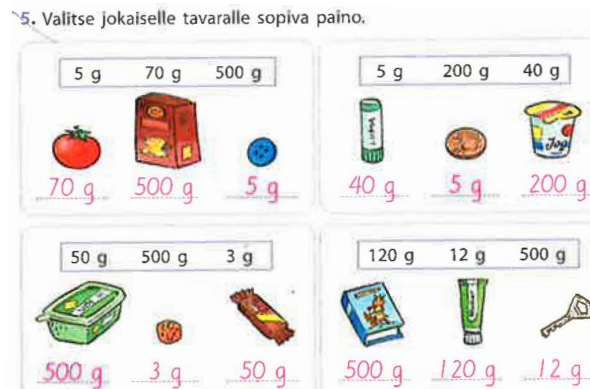 5. Valitse jokaiselle tavaralle sopiva paino.
5 g 70 g 500 g
70 g 500 g 5 g
5 g 200 g 40 g
Jogi
40 g 5 g 200 g
50 g 500 g 3 g
500 g 3 g 50 g
120 g 12 g 500 g
500 g 120 g 12 g